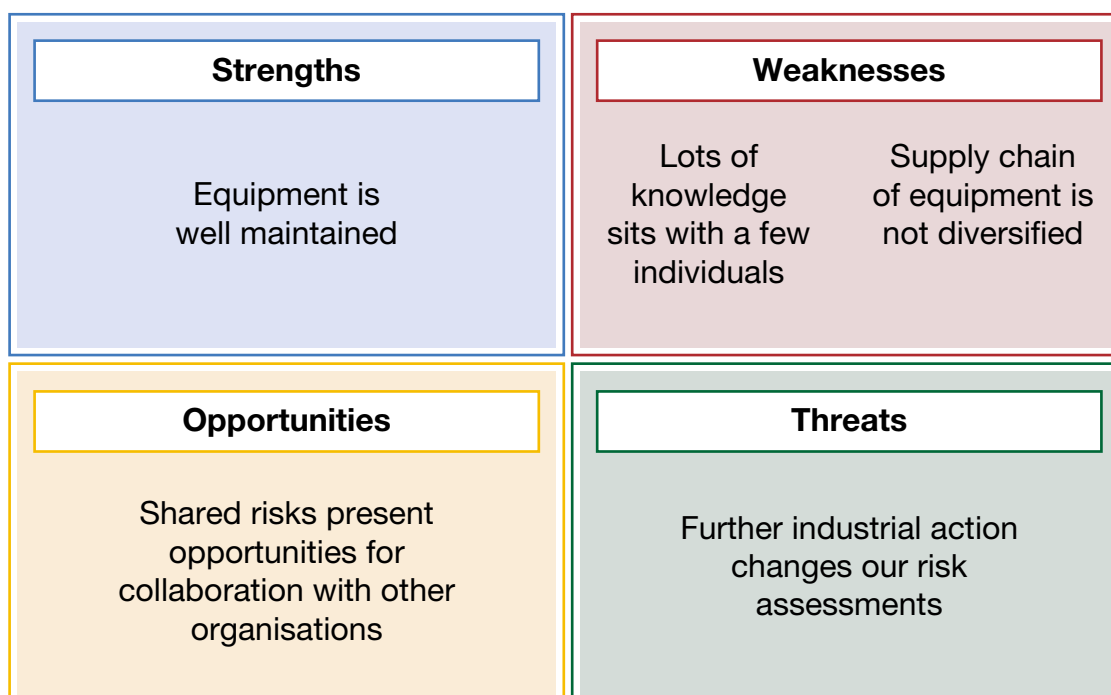 Strengths
Equipment is
well maintained
Weaknesses
Lots of
knowledge
sits with a few
individuals
Supply chain
of equipment is
not diversified
Opportunities
Shared risks present
opportunities for
collaboration with other
organisations
Threats
Further industrial action
changes our risk
assessments